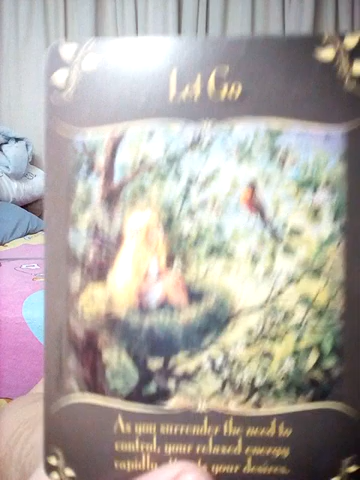 Let Go
As you surrender the need to
control, your relaxed energy
rapidly your desires.